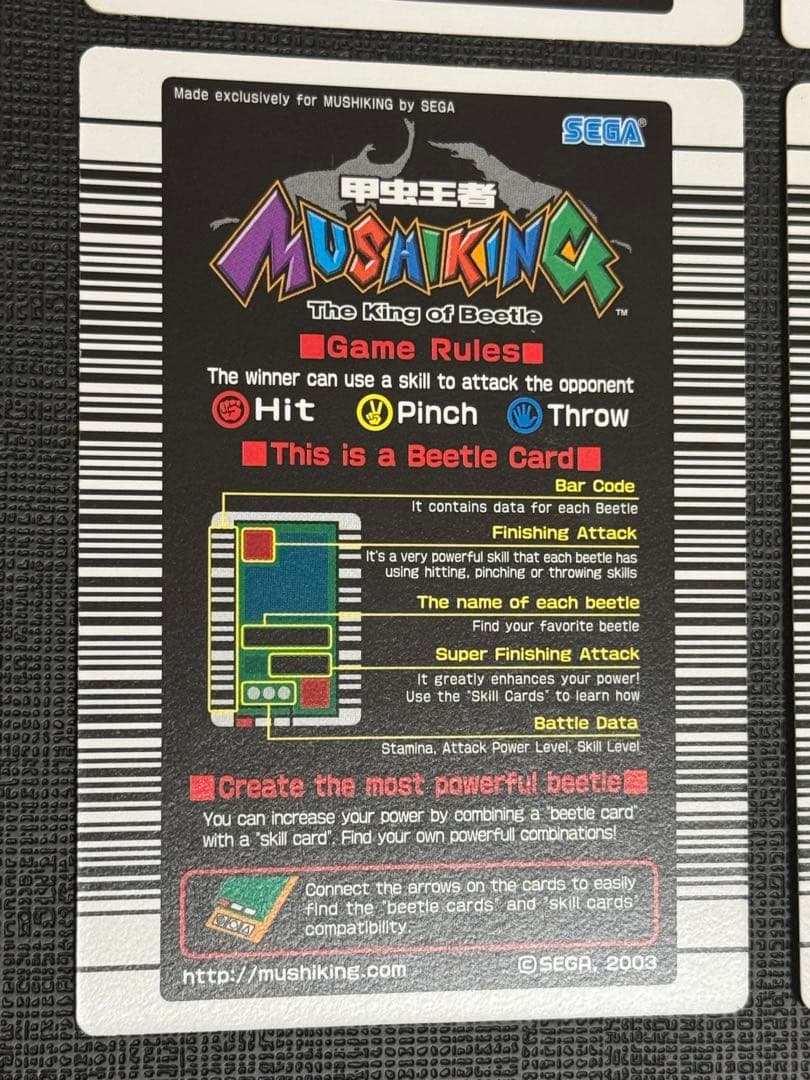 Made exclusively for MUSHIKING by SEGA
SEGA®
甲虫王者
MUSHIKING
The King of Beetle ™
■Game Rules■
The winner can use a skill to attack the opponent
Hit Pinch Throw
■This is a Beetle Card■
Bar Code
It contains data for each Beetle
Finishing Attack
It's a very powerful skill that each beetle has
using hitting, pinching or throwing skills
The name of each beetle
Find your favorite beetle
Super Finishing Attack
It greatly enhances your power!
Use the "Skill Cards" to learn how
Battle Data
Stamina, Attack Power Level, Skill Level
■Create the most powerful beetle■
You can increase your power by combining a "beetle card"
with a "skill card". Find your own powerfull combinations!
Connect the arrows on the cards to easily
find the "beetle cards" and "skill cards"
compatibility.
http://mushiking.com
©SEGA, 2003